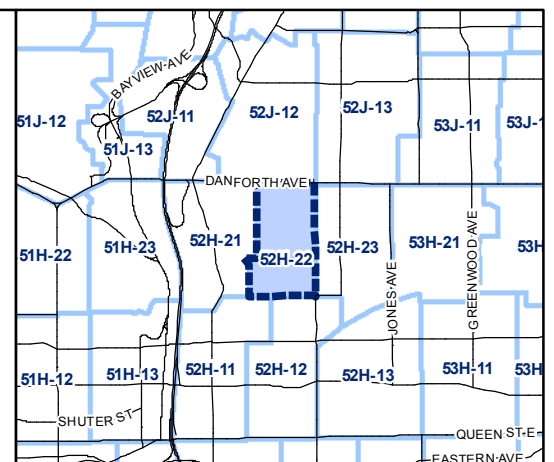 BAYVIEW AVE
51J-12
52J-11
52J-12
52J-13
53J-11
53J-1
51J-13
DANFORTH AVE
51H-22
51H-23
52H-21
52H-22
52H-23
53H-21
53H
JONES AVE
GREENWOOD AVE
51H-12
51H-13
52H-11
52H-12
52H-13
53H-11
53H
SHUTER ST
QUEEN ST E
EASTERN AVE